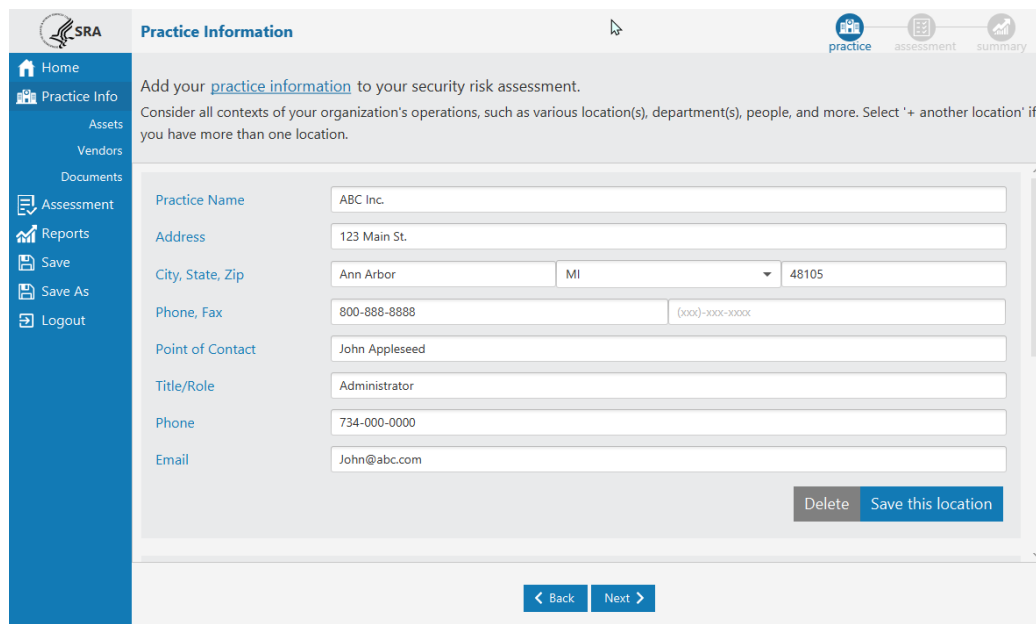 SRA
Practice Information
practice
assessment
summary
Home
Practice Info
Assets
Vendors
Documents
Assessment
Reports
Save
Save As
Logout
Add your practice information to your security risk assessment.
Consider all contexts of your organization's operations, such as various location(s), department(s), people, and more. Select '+ another location' if
you have more than one location.
Practice Name ABC Inc.
Address 123 Main St.
City, State, Zip Ann Arbor MI 48105
Phone, Fax 800-888-8888 (xxx)-xxx-xxxx
Point of Contact John Appleseed
Title/Role Administrator
Phone 734-000-0000
Email John@abc.com
Delete Save this location
Back Next